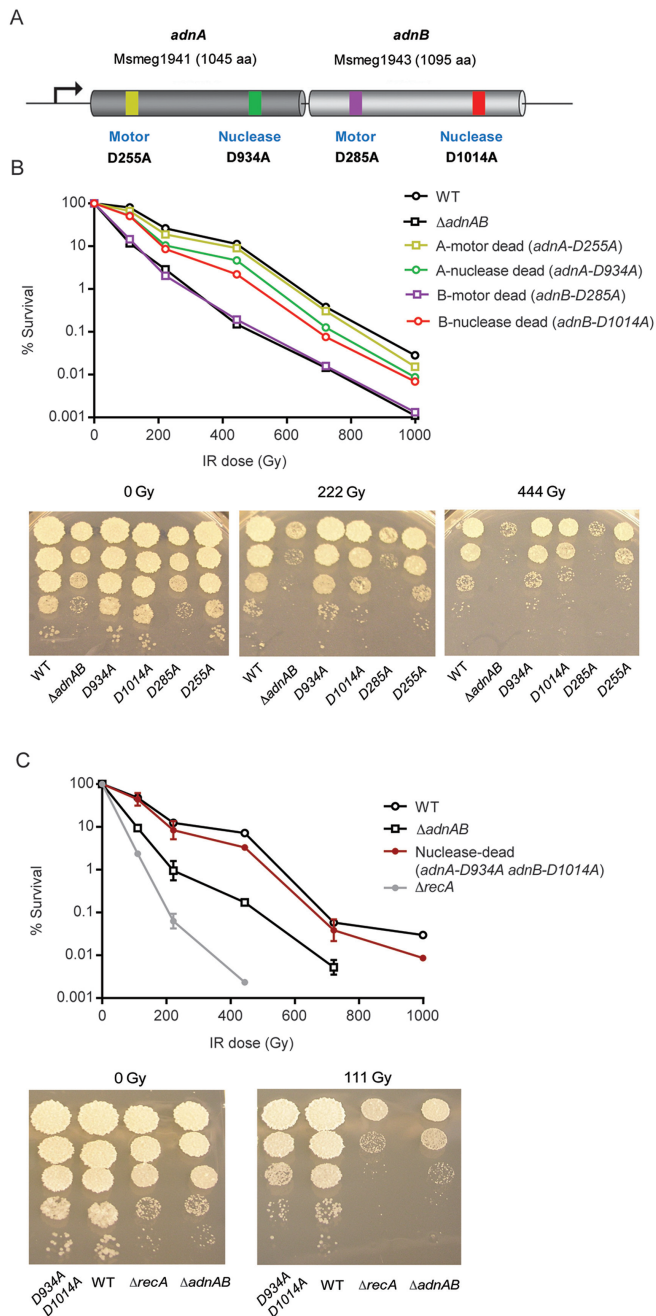 A
adnA
adnB
Msmeg1941 (1045 aa)
Msmeg1943 (1095 aa)
Motor
Nuclease
Motor
Nuclease
D255A
D934A
D285A
D1014A
B
100
10
1
0.1
0.01
0.001
% Survival
0
200
400
600
800
1000
IR dose (Gy)
WT
ΔadnAB
A-motor dead (adnA-D255A)
A-nuclease dead (adnA-D934A)
B-motor dead (adnB-D285A)
B-nuclease dead (adnB-D1014A)
0 Gy
222 Gy
444 Gy
WT
ΔadnAB
D934A
D1014A
D285A
D255A
WT
ΔadnAB
D934A
D1014A
D285A
D255A
WT
ΔadnAB
D934A
D1014A
D285A
D255A
C
100
10
1
0.1
0.01
0.001
% Survival
0
200
400
600
800
1000
IR dose (Gy)
WT
ΔadnAB
Nuclease-dead
(adnA-D934A adnB-D1014A)
ΔrecA
0 Gy
111 Gy
D934A
D1014A
WT
ΔrecA
ΔadnAB
D934A
D1014A
WT
ΔrecA
ΔadnAB